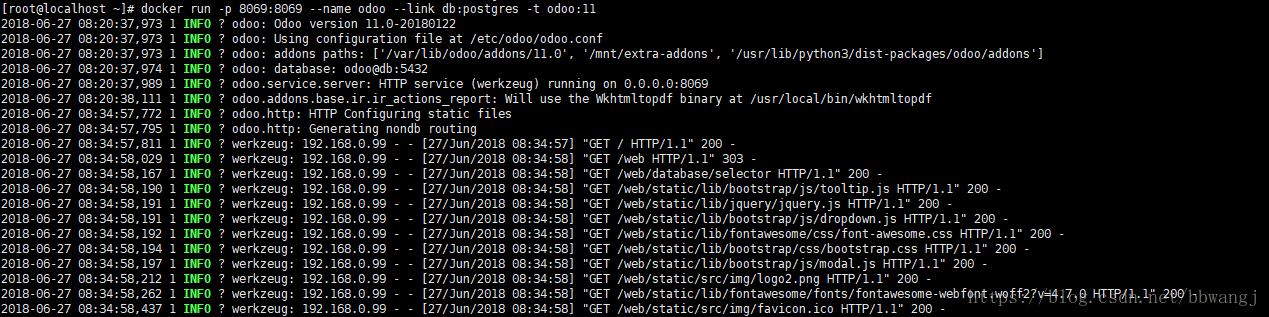 [root@localhost ~]# docker run -p 8069:8069 --name odoo --link db:postgres -t odoo:11
2018-06-27 08:20:37,973 1 INFO ? odoo: Odoo version 11.0-20180122
2018-06-27 08:20:37,973 1 INFO ? odoo: Using configuration file at /etc/odoo/odoo.conf
2018-06-27 08:20:37,973 1 INFO ? odoo: addons paths: ['/var/lib/odoo/addons/11.0', '/mnt/extra-addons', '/usr/lib/python3/dist-packages/odoo/addons']
2018-06-27 08:20:37,974 1 INFO ? odoo: database: odoo@db:5432
2018-06-27 08:20:37,989 1 INFO ? odoo.service.server: HTTP service (werkzeug) running on 0.0.0.0:8069
2018-06-27 08:20:38,111 1 INFO ? odoo.addons.base.ir.ir_actions_report: Will use the Wkhtmltopdf binary at /usr/local/bin/wkhtmltopdf
2018-06-27 08:34:57,772 1 INFO ? odoo.http: HTTP Configuring static files
2018-06-27 08:34:57,795 1 INFO ? odoo.http: Generating nondb routing
2018-06-27 08:34:57,811 1 INFO ? werkzeug: 192.168.0.99 - - [27/Jun/2018 08:34:57] "GET / HTTP/1.1" 200 -
2018-06-27 08:34:58,029 1 INFO ? werkzeug: 192.168.0.99 - - [27/Jun/2018 08:34:58] "GET /web HTTP/1.1" 303 -
2018-06-27 08:34:58,167 1 INFO ? werkzeug: 192.168.0.99 - - [27/Jun/2018 08:34:58] "GET /web/database/selector HTTP/1.1" 200 -
2018-06-27 08:34:58,190 1 INFO ? werkzeug: 192.168.0.99 - - [27/Jun/2018 08:34:58] "GET /web/static/lib/bootstrap/js/tooltip.js HTTP/1.1" 200 -
2018-06-27 08:34:58,191 1 INFO ? werkzeug: 192.168.0.99 - - [27/Jun/2018 08:34:58] "GET /web/static/lib/jquery/jquery.js HTTP/1.1" 200 -
2018-06-27 08:34:58,191 1 INFO ? werkzeug: 192.168.0.99 - - [27/Jun/2018 08:34:58] "GET /web/static/lib/bootstrap/js/dropdown.js HTTP/1.1" 200 -
2018-06-27 08:34:58,192 1 INFO ? werkzeug: 192.168.0.99 - - [27/Jun/2018 08:34:58] "GET /web/static/lib/fontawesome/css/font-awesome.css HTTP/1.1" 200 -
2018-06-27 08:34:58,194 1 INFO ? werkzeug: 192.168.0.99 - - [27/Jun/2018 08:34:58] "GET /web/static/lib/bootstrap/css/bootstrap.css HTTP/1.1" 200 -
2018-06-27 08:34:58,197 1 INFO ? werkzeug: 192.168.0.99 - - [27/Jun/2018 08:34:58] "GET /web/static/lib/bootstrap/js/modal.js HTTP/1.1" 200 -
2018-06-27 08:34:58,212 1 INFO ? werkzeug: 192.168.0.99 - - [27/Jun/2018 08:34:58] "GET /web/static/src/img/logo2.png HTTP/1.1" 200 -
2018-06-27 08:34:58,262 1 INFO ? werkzeug: 192.168.0.99 - - [27/Jun/2018 08:34:58] "GET /web/static/lib/fontawesome/fonts/fontawesome-webfont.woff2?v=4.7.0 HTTP/1.1" 200 -
2018-06-27 08:34:58,437 1 INFO ? werkzeug: 192.168.0.99 - - [27/Jun/2018 08:34:58] "GET /web/static/src/img/favicon.ico HTTP/1.1" 200 -
https://blog.csdn.net/bbwangj